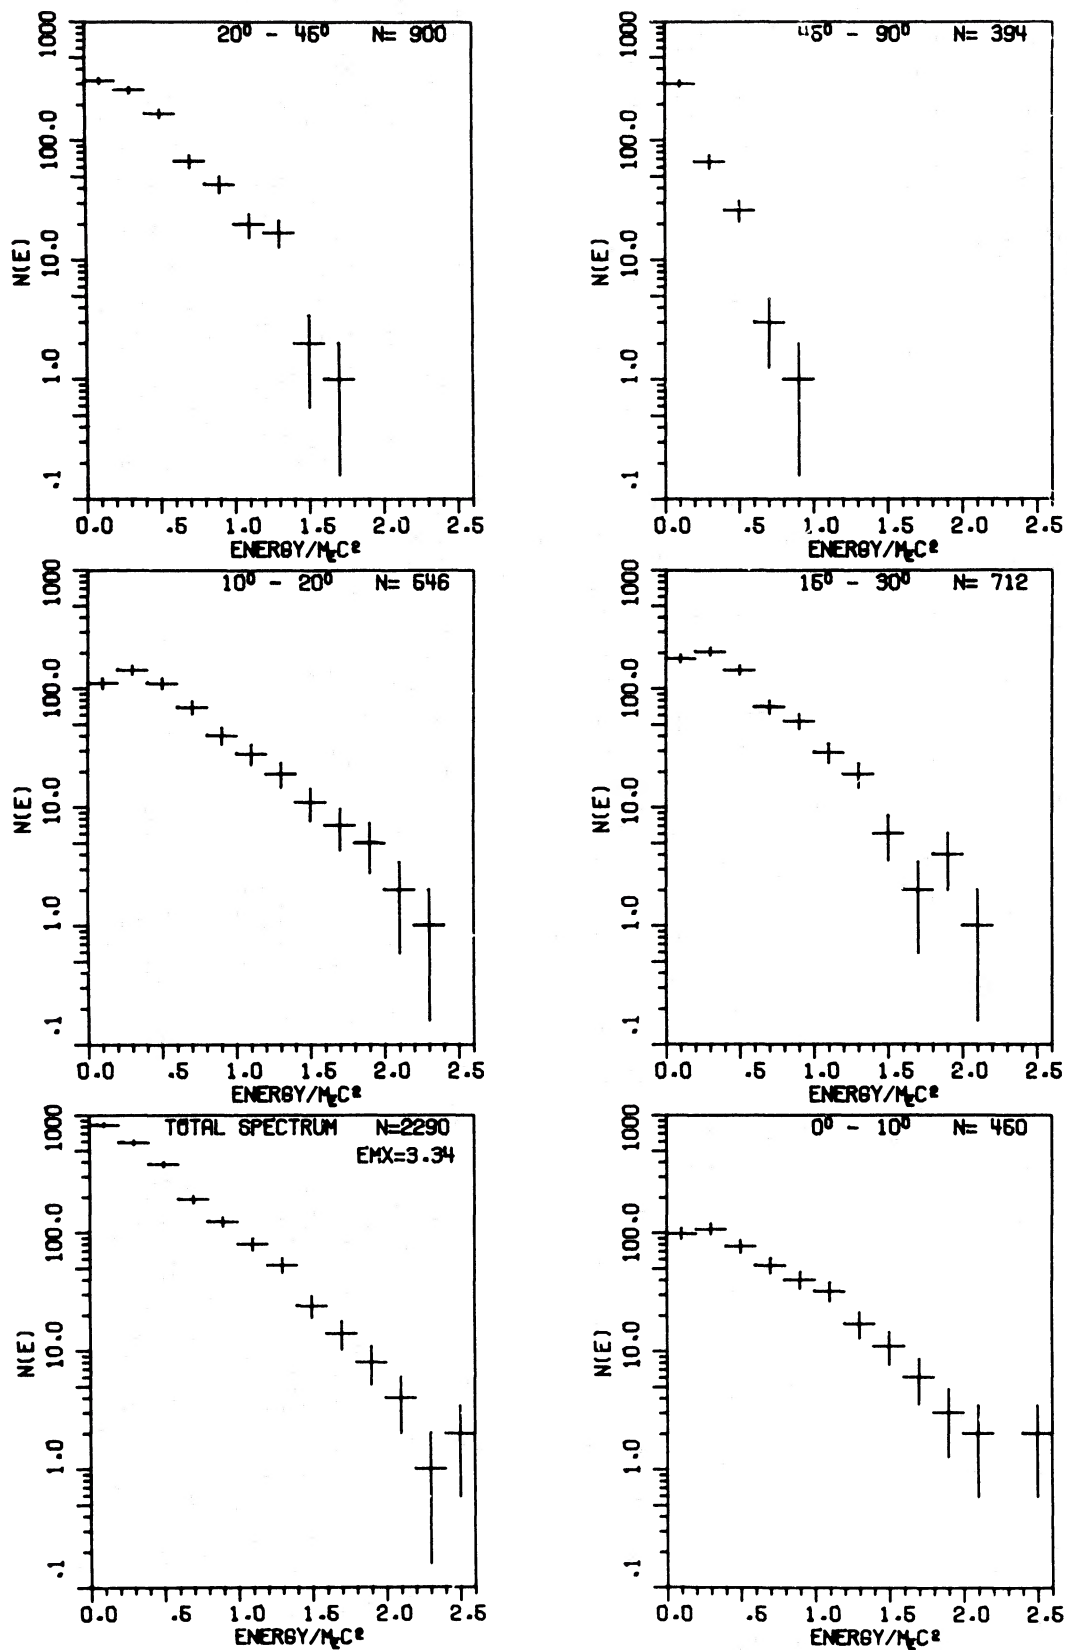 20⁰ - 45⁰ N= 900
1000
100.0
10.0
1.0
.1
N(E)
0.0 .5 1.0 1.5 2.0 2.5
ENERGY/MₑC²
45⁰ - 90⁰ N= 394
1000
100.0
10.0
1.0
.1
N(E)
0.0 .5 1.0 1.5 2.0 2.5
ENERGY/MₑC²
10⁰ - 20⁰ N= 546
1000
100.0
10.0
1.0
.1
N(E)
0.0 .5 1.0 1.5 2.0 2.5
ENERGY/MₑC²
15⁰ - 30⁰ N= 712
1000
100.0
10.0
1.0
.1
N(E)
0.0 .5 1.0 1.5 2.0 2.5
ENERGY/MₑC²
TOTAL SPECTRUM N=2290
EMX=3.34
1000
100.0
10.0
1.0
.1
N(E)
0.0 .5 1.0 1.5 2.0 2.5
ENERGY/MₑC²
0⁰ - 10⁰ N= 450
1000
100.0
10.0
1.0
.1
N(E)
0.0 .5 1.0 1.5 2.0 2.5
ENERGY/MₑC²